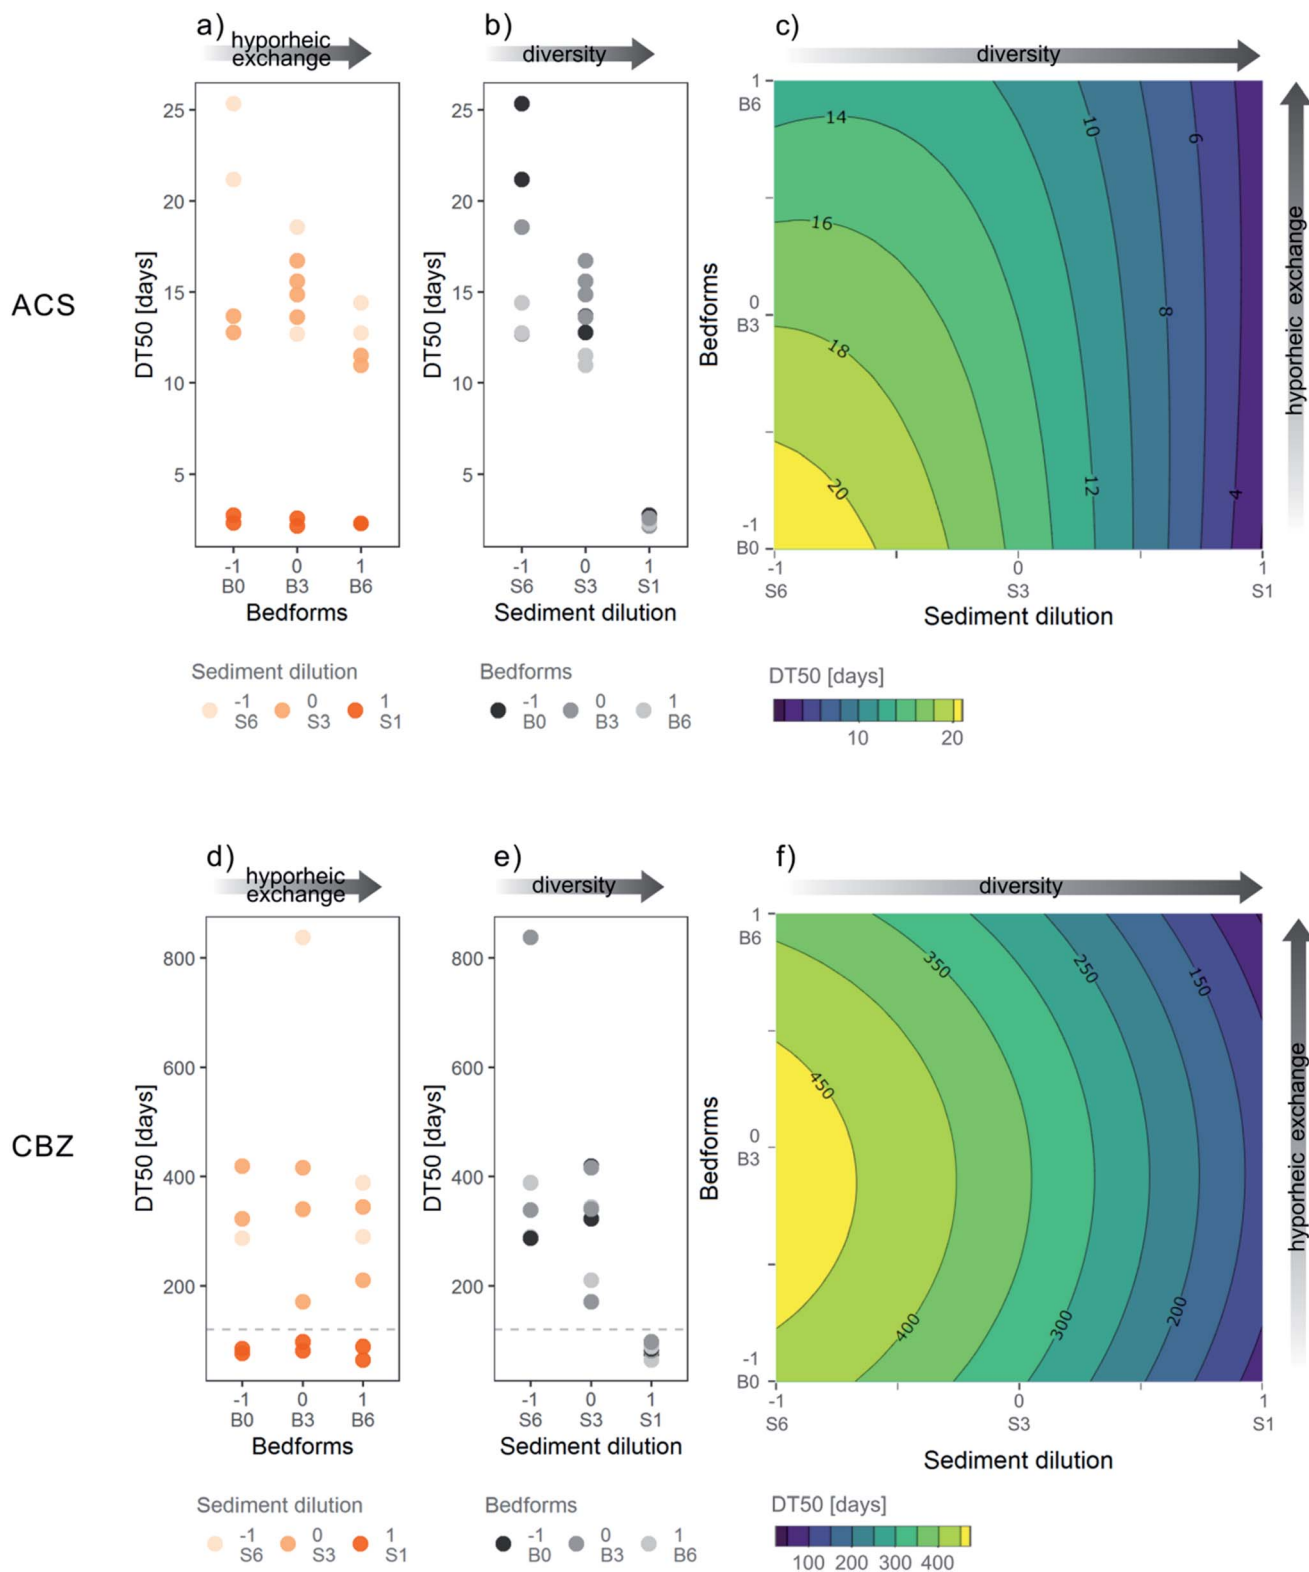 a)
hyporheic
exchange
b)
diversity
c)
diversity
ACS
DT50 [days]
25
20
15
10
5
-1 0 1
B0 B3 B6
Bedforms
Sediment dilution
-1 0 1
S6 S3 S1
DT50 [days]
25
20
15
10
5
-1 0 1
S6 S3 S1
Sediment dilution
Bedforms
-1 0 1
B0 B3 B6
Bedforms
1
B6
0
B3
-1
B0
14
16
18
20
12
10
8
6
4
-1 0 1
S6 S3 S1
Sediment dilution
hyporheic exchange
DT50 [days]
10 20
d)
hyporheic
exchange
e)
diversity
f)
diversity
CBZ
DT50 [days]
800
600
400
200
-1 0 1
B0 B3 B6
Bedforms
Sediment dilution
-1 0 1
S6 S3 S1
DT50 [days]
800
600
400
200
-1 0 1
S6 S3 S1
Sediment dilution
Bedforms
-1 0 1
B0 B3 B6
Bedforms
1
B6
0
B3
-1
B0
350
250
150
450
400
300
200
-1 0 1
S6 S3 S1
Sediment dilution
hyporheic exchange
DT50 [days]
100 200 300 400